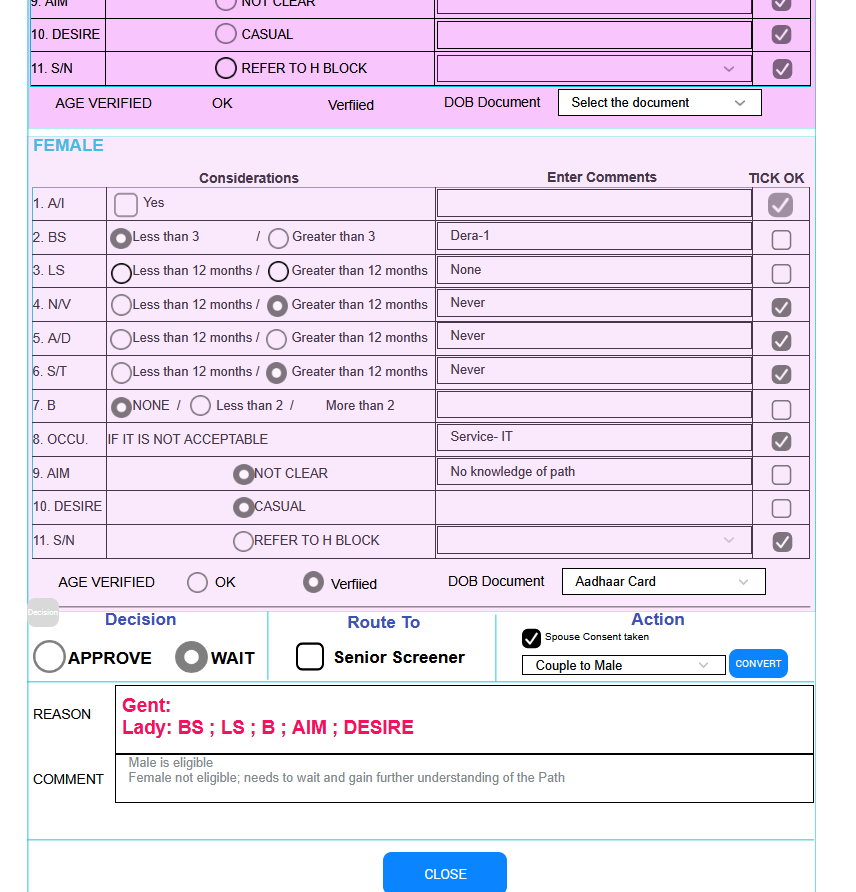 9. AIM NOT CLEAR
10. DESIRE CASUAL
11. S/N REFER TO H BLOCK
AGE VERIFIED OK Verfiied DOB Document Select the document
FEMALE
Considerations Enter Comments TICK OK
1. A/I Yes
2. BS Less than 3 / Greater than 3 Dera-1
3. LS Less than 12 months / Greater than 12 months None
4. N/V Less than 12 months / Greater than 12 months Never
5. A/D Less than 12 months / Greater than 12 months Never
6. S/T Less than 12 months / Greater than 12 months Never
7. B NONE / Less than 2 / More than 2
8. OCCU. IF IT IS NOT ACCEPTABLE Service- IT
9. AIM NOT CLEAR No knowledge of path
10. DESIRE CASUAL
11. S/N REFER TO H BLOCK
AGE VERIFIED OK Verfiied DOB Document Aadhaar Card
Decision
Decision Route To Action
Spouse Consent taken
APPROVE WAIT Senior Screener Couple to Male CONVERT
REASON Gent:
Lady: BS ; LS ; B ; AIM ; DESIRE
COMMENT Male is eligible
Female not eligible; needs to wait and gain further understanding of the Path
CLOSE